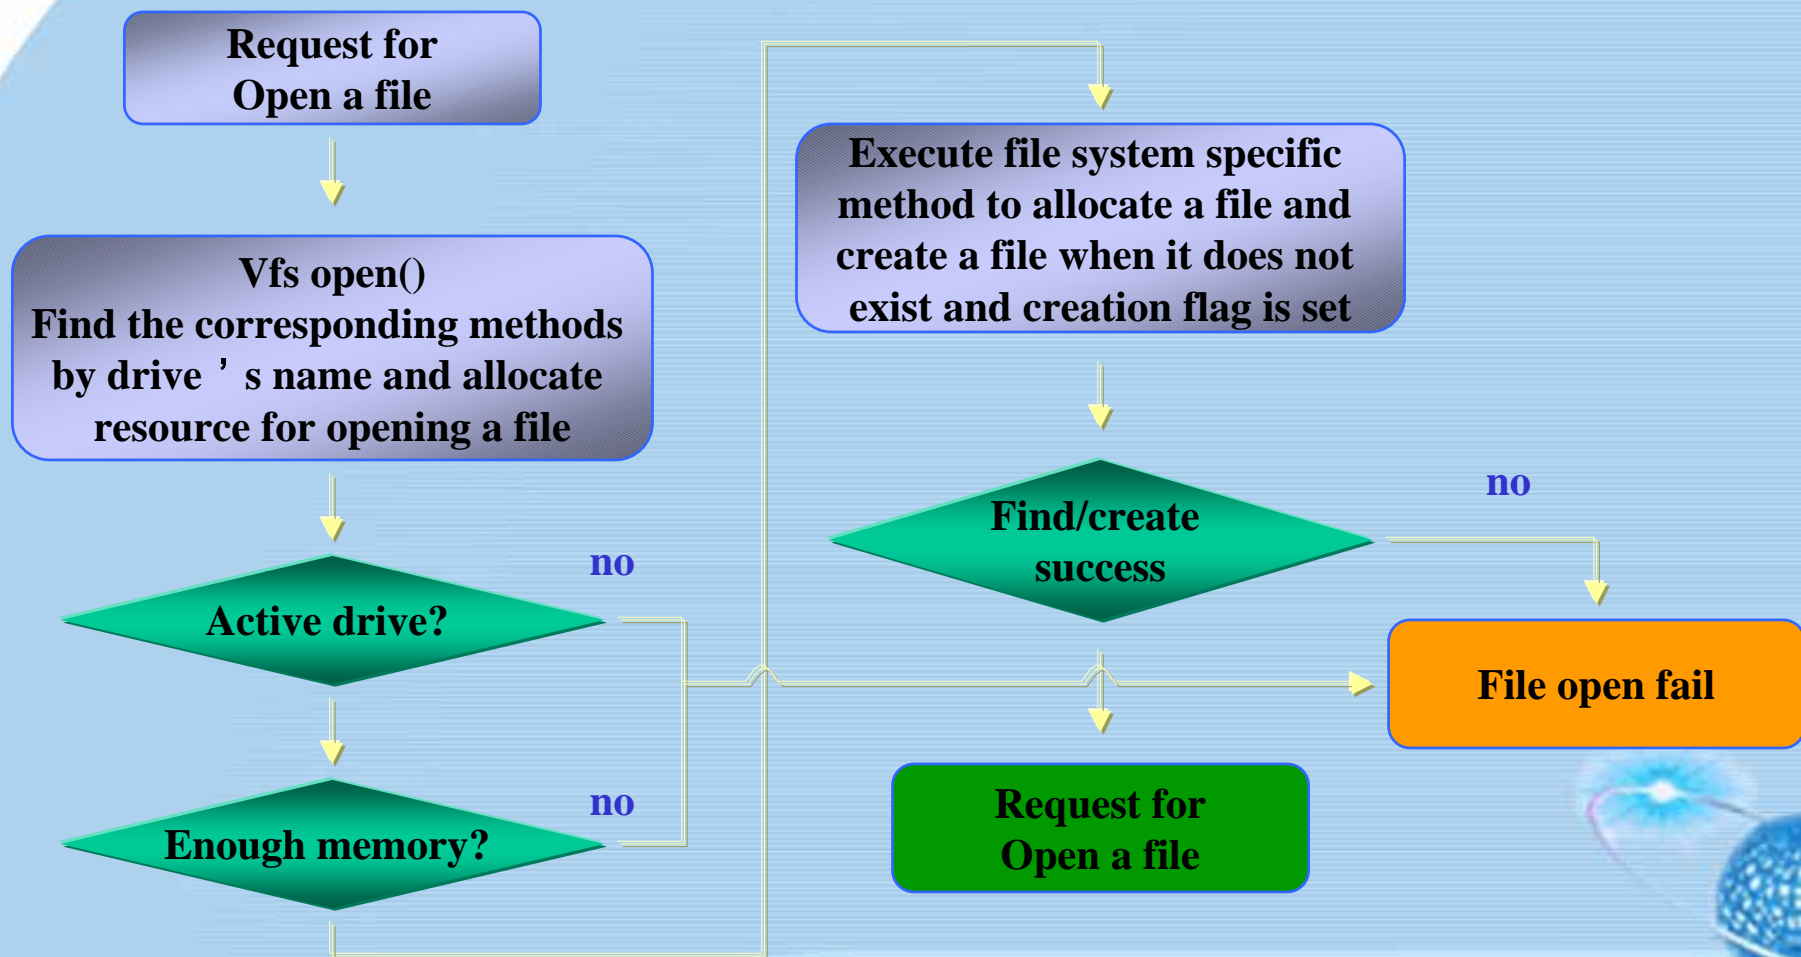 Request for
Open a file
Vfs open()
Find the corresponding methods
by drive ’ s name and allocate
resource for opening a file
no
Active drive?
no
Enough memory?
Execute file system specific
method to allocate a file and
create a file when it does not
exist and creation flag is set
no
Find/create
success
File open fail
Request for
Open a file